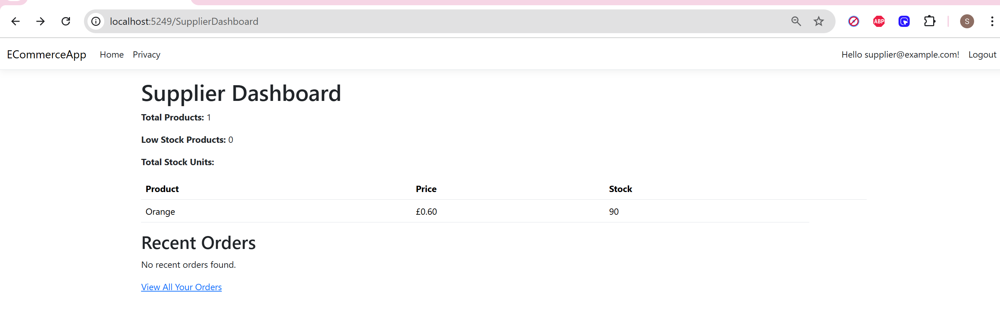 localhost:5249/SupplierDashboard
ABP
S
ECommerceApp Home Privacy Hello supplier@example.com! Logout
Supplier Dashboard
Total Products: 1
Low Stock Products: 0
Total Stock Units:
Product Price Stock
Orange £0.60 90
Recent Orders
No recent orders found.
View All Your Orders